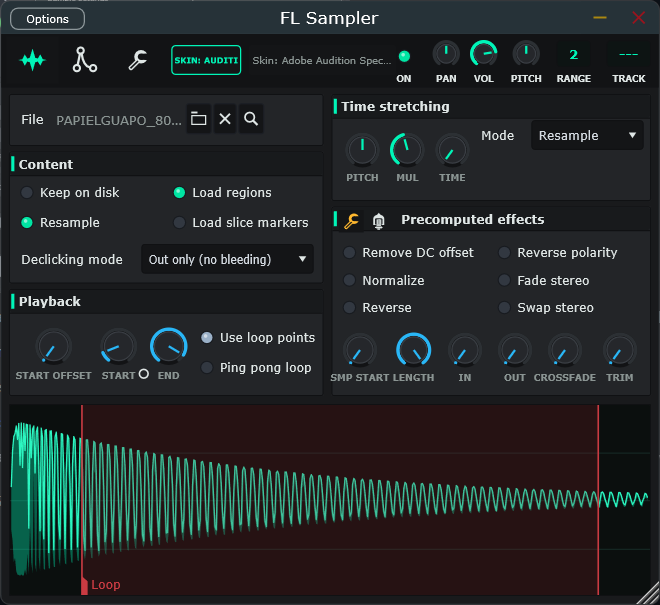 Options
FL Sampler
SKIN: AUDITI
Skin: Adobe Audition Spec...
ON
PAN
VOL
PITCH
2
RANGE
---
TRACK
File
PAPIELGUAPO_80...
Content
Keep on disk
Load regions
Resample
Load slice markers
Declicking mode
Out only (no bleeding)
Playback
START OFFSET
START
END
Use loop points
Ping pong loop
Time stretching
PITCH
MUL
TIME
Mode
Resample
Precomputed effects
Remove DC offset
Reverse polarity
Normalize
Fade stereo
Reverse
Swap stereo
SMP START
LENGTH
IN
OUT
CROSSFADE
TRIM
Loop